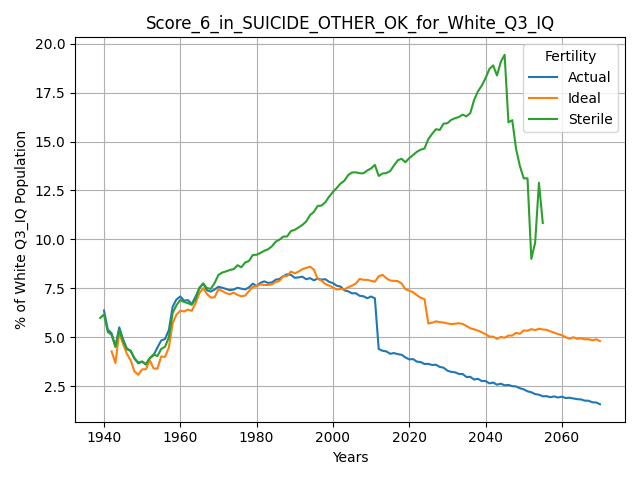 Score_6_in_SUICIDE_OTHER_OK_for_White_Q3_IQ
% of White Q3_IQ Population
20.0
17.5
15.0
12.5
10.0
7.5
5.0
2.5
Fertility
Actual
Ideal
Sterile
1940 1960 1980 2000 2020 2040 2060
Years